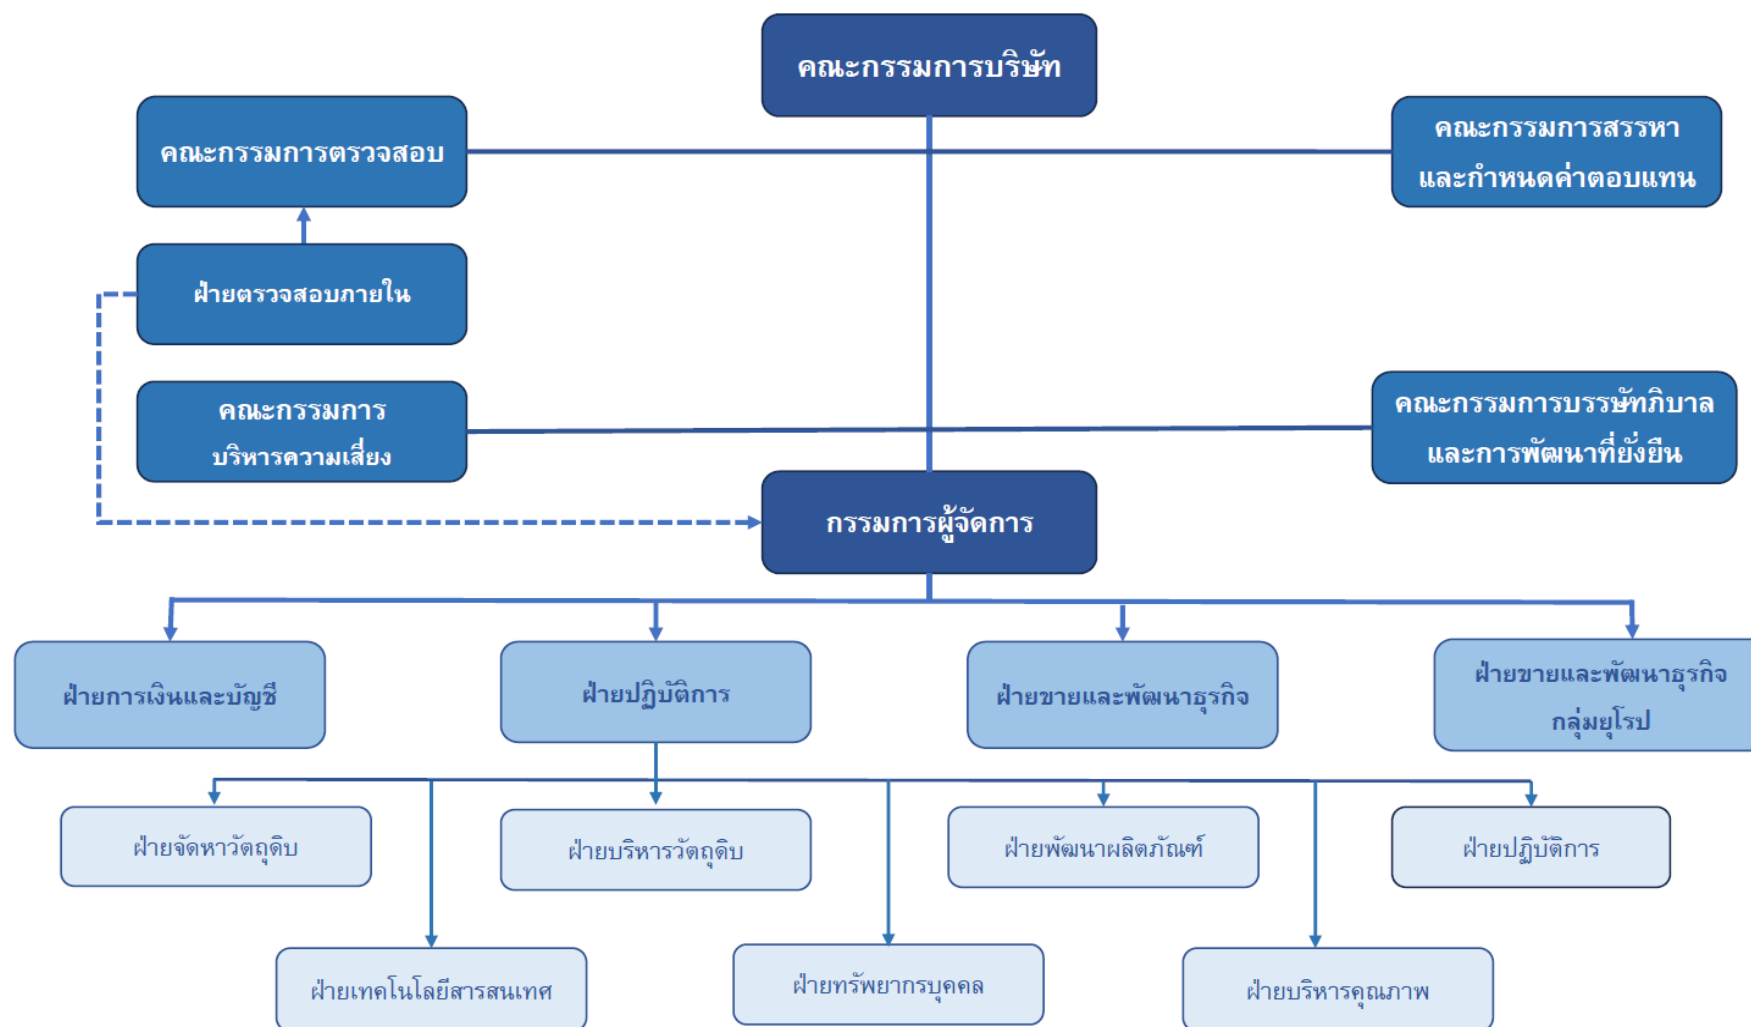 คณะกรรมการบริษัท
คณะกรรมการตรวจสอบ
คณะกรรมการสรรหา
และกำหนดค่าตอบแทน
ฝ่ายตรวจสอบภายใน
คณะกรรมการ
บริหารความเสี่ยง
คณะกรรมการบรรษัทภิบาล
และการพัฒนาที่ยั่งยืน
กรรมการผู้จัดการ
ฝ่ายการเงินและบัญชี
ฝ่ายปฏิบัติการ
ฝ่ายขายและพัฒนาธุรกิจ
ฝ่ายขายและพัฒนาธุรกิจ
กลุ่มยุโรป
ฝ่ายจัดหาวัตถุดิบ
ฝ่ายบริหารวัตถุดิบ
ฝ่ายพัฒนาผลิตภัณฑ์
ฝ่ายปฏิบัติการ
ฝ่ายเทคโนโลยีสารสนเทศ
ฝ่ายทรัพยากรบุคคล
ฝ่ายบริหารคุณภาพ